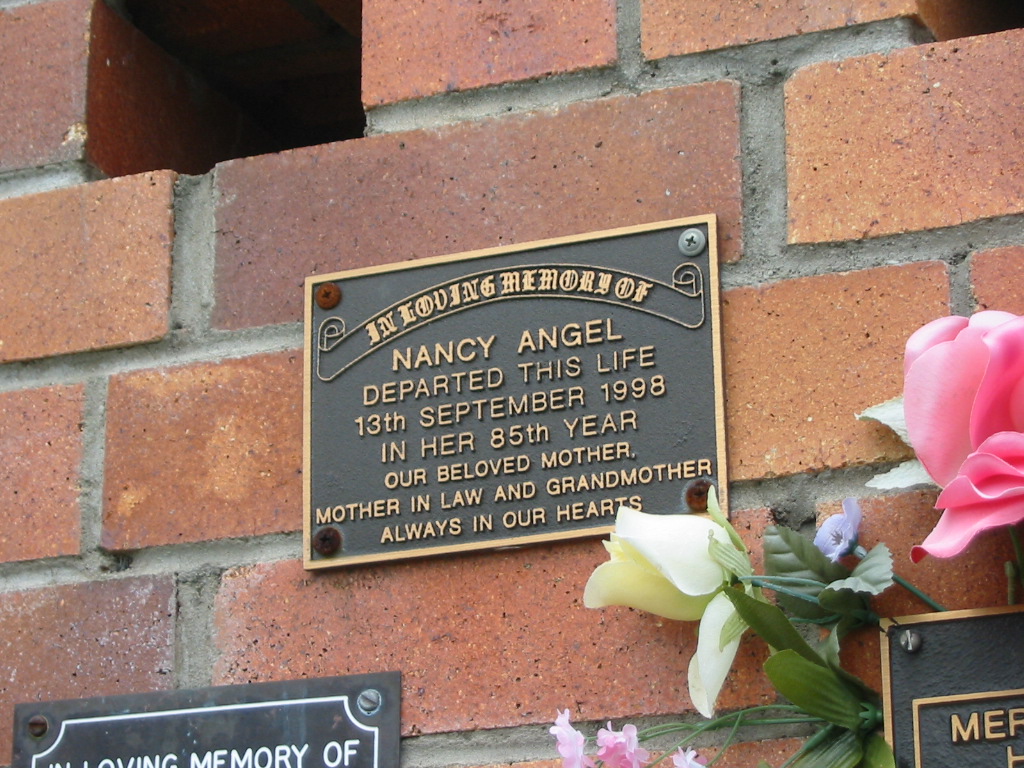 IN LOVING MEMORY OF
NANCY ANGEL
DEPARTED THIS LIFE
13th SEPTEMBER 1998
IN HER 85th YEAR
OUR BELOVED MOTHER,
MOTHER IN LAW AND GRANDMOTHER
ALWAYS IN OUR HEARTS
IN LOVING MEMORY OF
MER
H